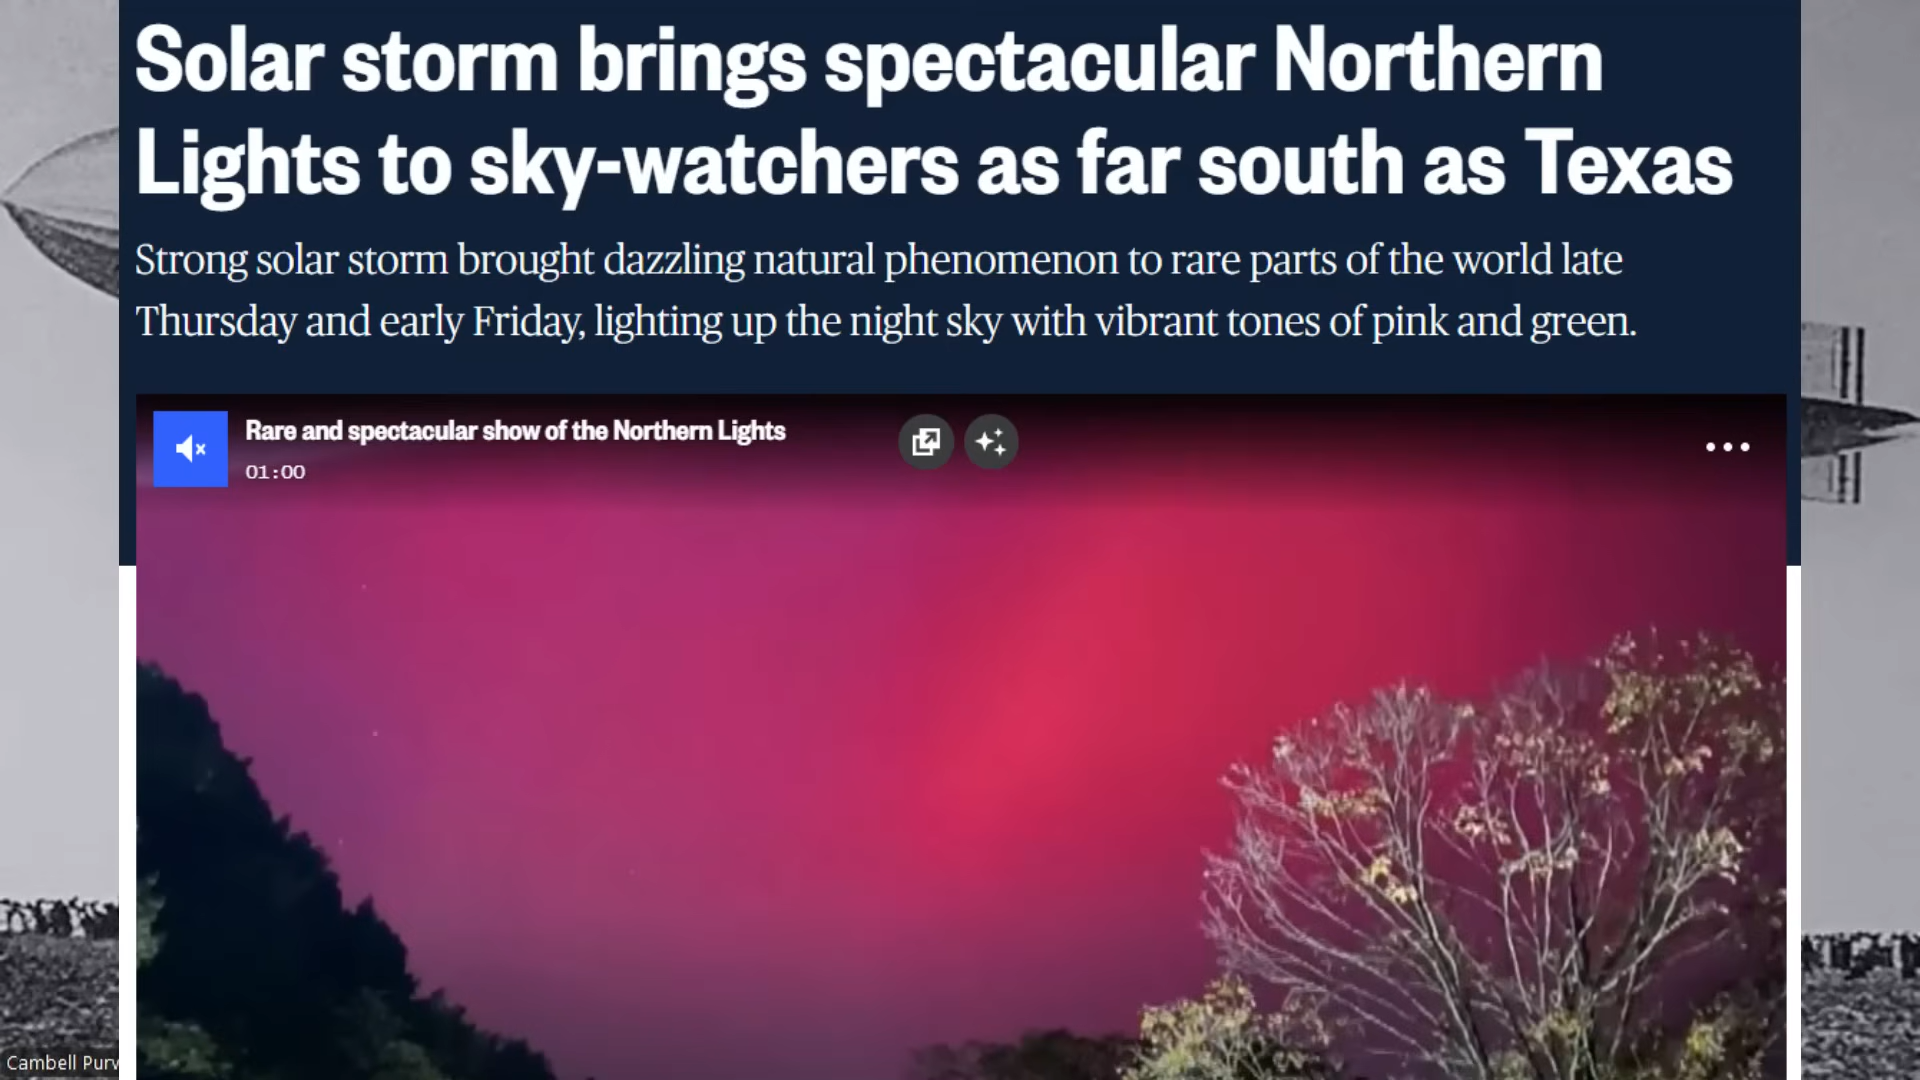 Solar storm brings spectacular Northern
Lights to sky-watchers as far south as Texas
Strong solar storm brought dazzling natural phenomenon to rare parts of the world late
Thursday and early Friday, lighting up the night sky with vibrant tones of pink and green.
Rare and spectacular show of the Northern Lights
01:00
Cambell Purv